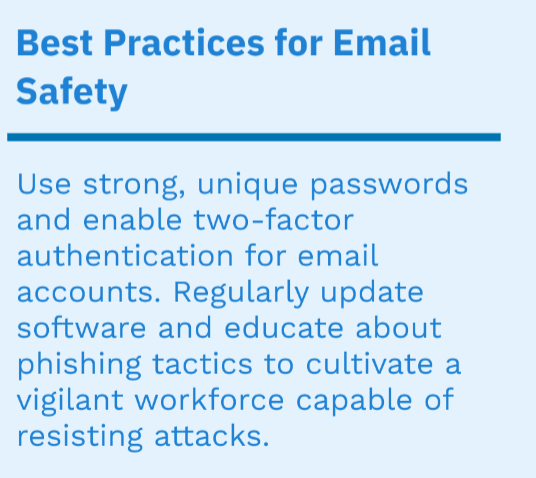 Best Practices for Email
Safety
Use strong, unique passwords
and enable two-factor
authentication for email
accounts. Regularly update
software and educate about
phishing tactics to cultivate a
vigilant workforce capable of
resisting attacks.